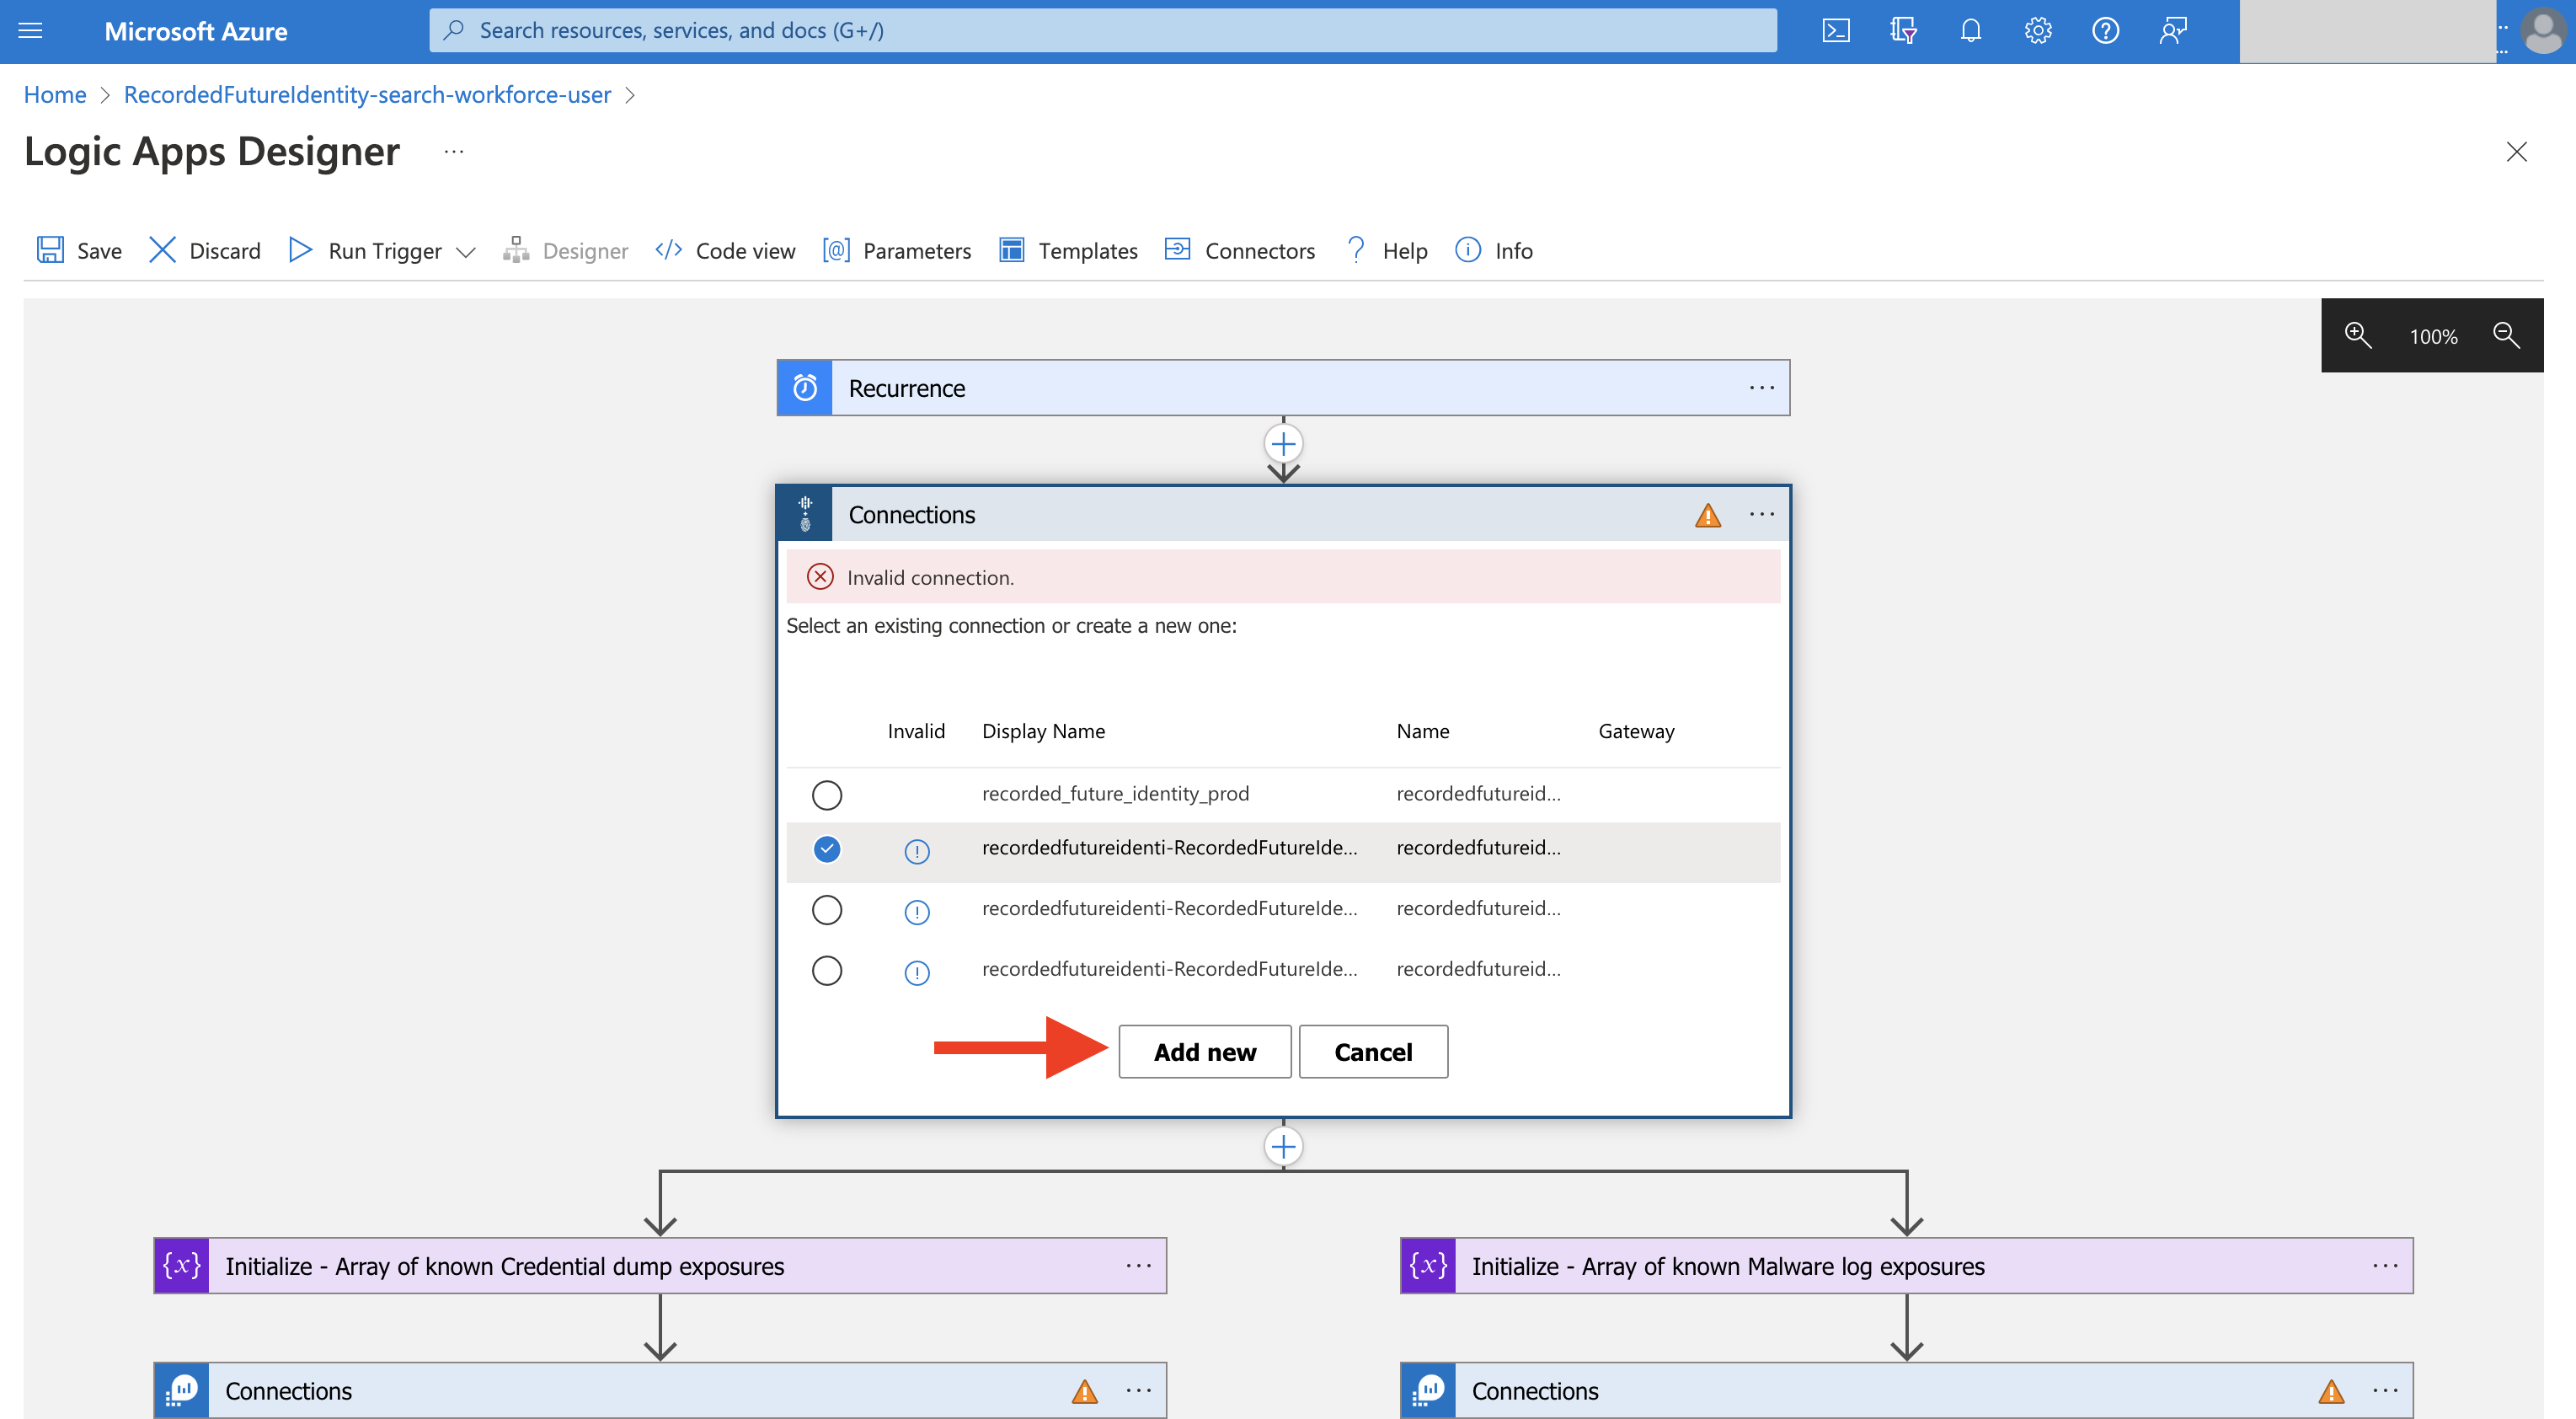 Microsoft Azure
Search resources, services, and docs (G+/)
Home > RecordedFutureIdentity-search-workforce-user >
Logic Apps Designer ...
Save Discard Run Trigger Designer </> Code view [@] Parameters Templates Connectors ? Help Info
100%
Recurrence ...
Connections ...
Invalid connection.
Select an existing connection or create a new one:
Invalid Display Name Name Gateway
recorded_future_identity_prod recordedfutureid...
recordedfutureidenti-RecordedFutureIde... recordedfutureid...
recordedfutureidenti-RecordedFutureIde... recordedfutureid...
recordedfutureidenti-RecordedFutureIde... recordedfutureid...
Add new Cancel
{x} Initialize - Array of known Credential dump exposures ...
{x} Initialize - Array of known Malware log exposures ...
Connections ...
Connections ...